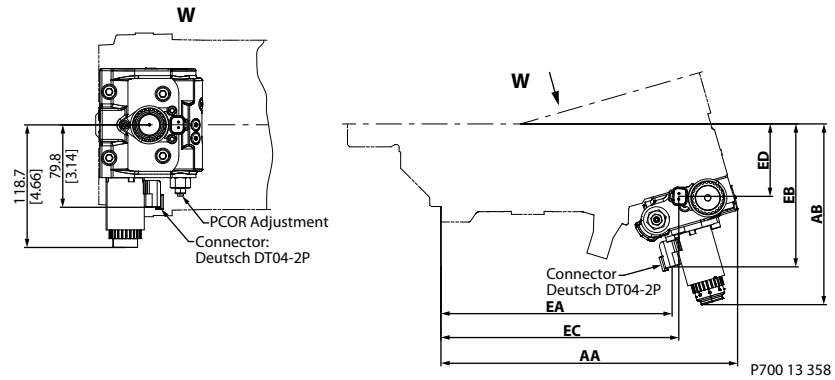 W
118.7
[4.66]
79.8
[3.14]
PCOR Adjustment
Connector:
Deutsch DT04-2P
W
ED
EB
AB
Connector
Deutsch DT04-2P
EA
EC
AA
P700 13 358